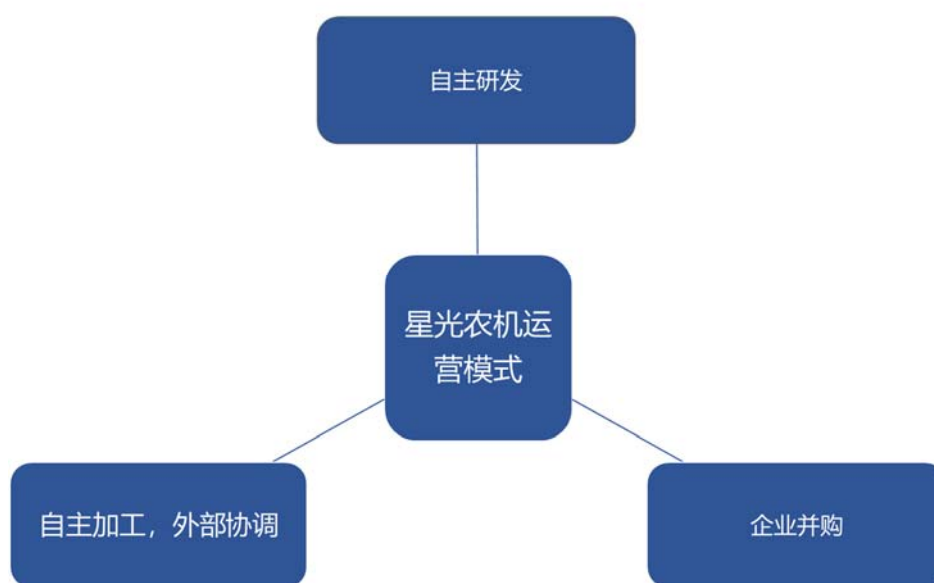 自主研发
星光农机运
营模式
自主加工，外部协调
企业并购